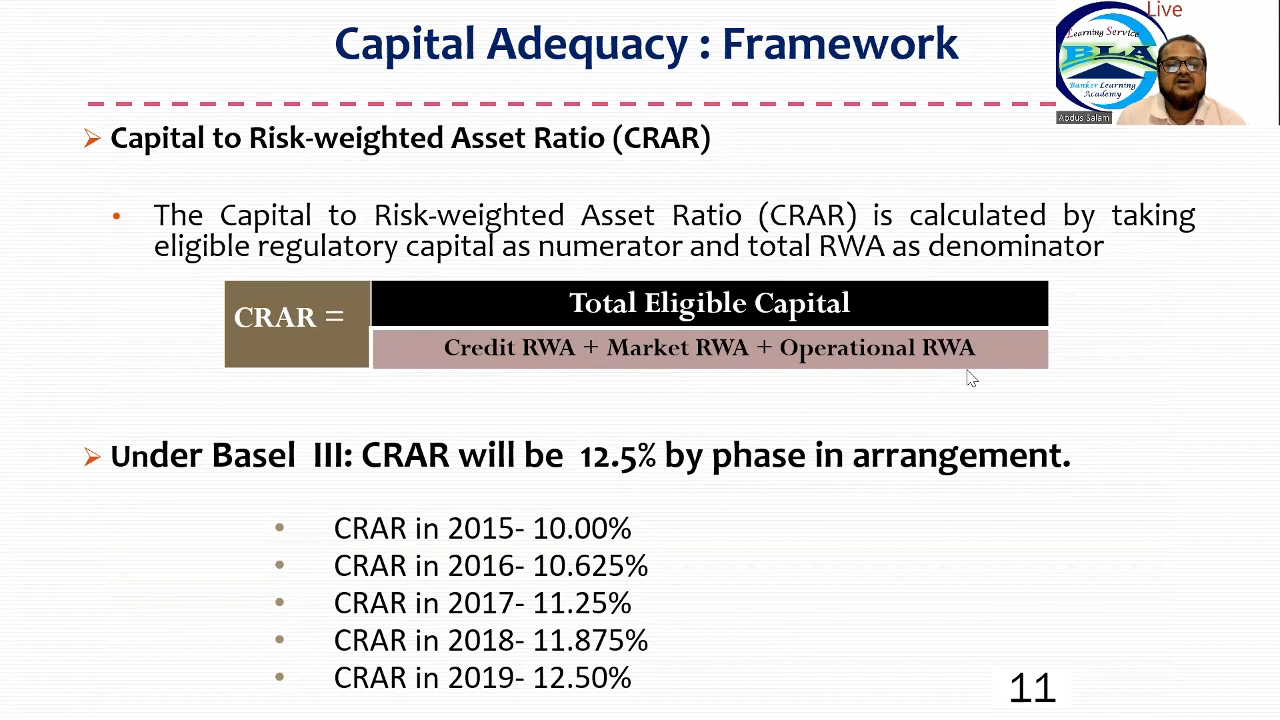 Capital Adequacy : Framework
Live
Learning Service
BLA
Banker Learning
Academy
Abdus Salam
➢ Capital to Risk-weighted Asset Ratio (CRAR)
• The Capital to Risk-weighted Asset Ratio (CRAR) is calculated by taking
eligible regulatory capital as numerator and total RWA as denominator
CRAR =
Total Eligible Capital
Credit RWA + Market RWA + Operational RWA
➢ Under Basel III: CRAR will be 12.5% by phase in arrangement.
• CRAR in 2015- 10.00%
• CRAR in 2016- 10.625%
• CRAR in 2017- 11.25%
• CRAR in 2018- 11.875%
• CRAR in 2019- 12.50%
11